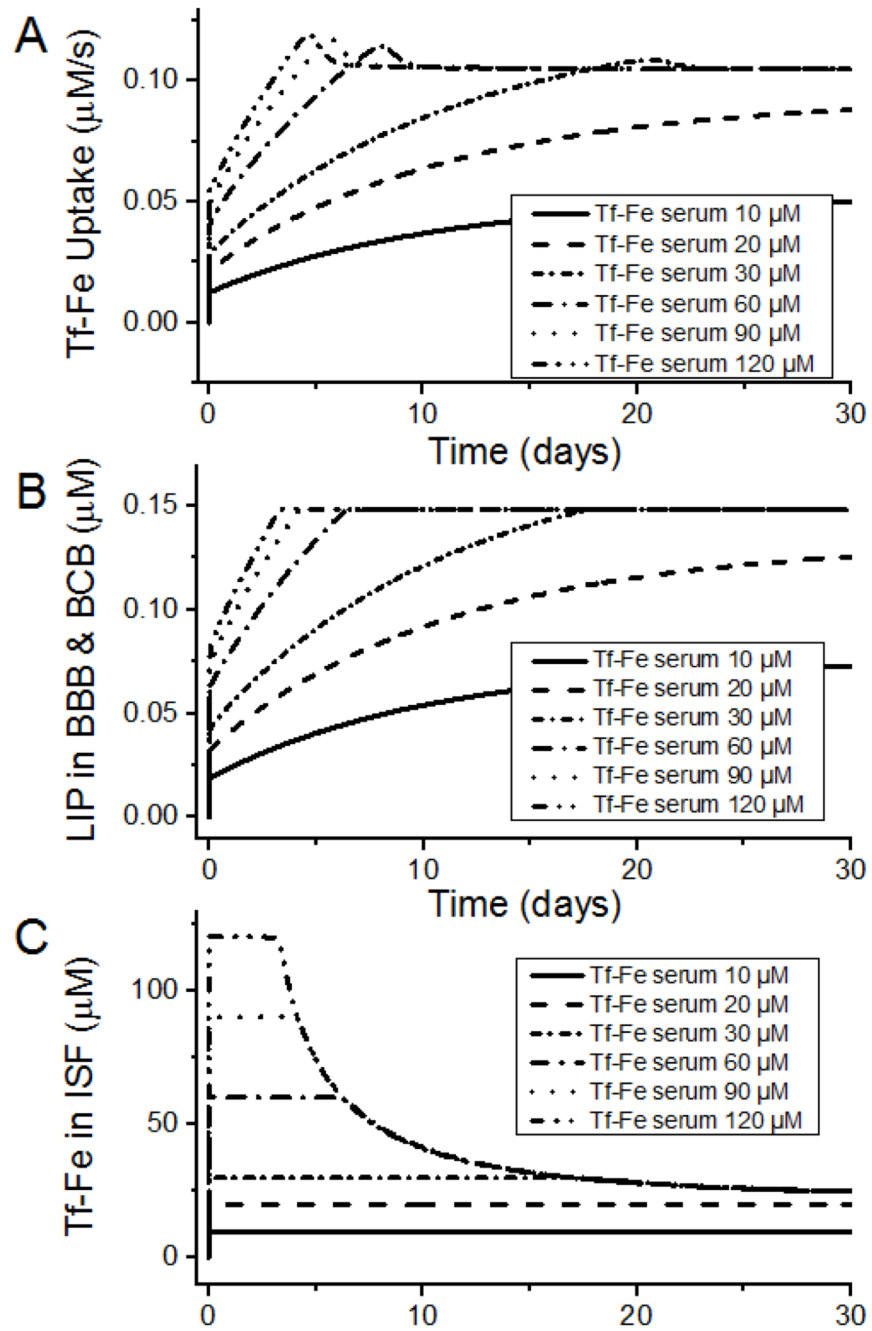 A
Tf-Fe Uptake (µM/s)
0.10
0.05
0.00
Tf-Fe serum 10 µM
Tf-Fe serum 20 µM
Tf-Fe serum 30 µM
Tf-Fe serum 60 µM
Tf-Fe serum 90 µM
Tf-Fe serum 120 µM
0 10 20 30
Time (days)
B
LIP in BBB & BCB (µM)
0.15
0.10
0.05
0.00
Tf-Fe serum 10 µM
Tf-Fe serum 20 µM
Tf-Fe serum 30 µM
Tf-Fe serum 60 µM
Tf-Fe serum 90 µM
Tf-Fe serum 120 µM
0 10 20 30
Time (days)
C
Tf-Fe in ISF (µM)
100
50
0
Tf-Fe serum 10 µM
Tf-Fe serum 20 µM
Tf-Fe serum 30 µM
Tf-Fe serum 60 µM
Tf-Fe serum 90 µM
Tf-Fe serum 120 µM
0 10 20 30